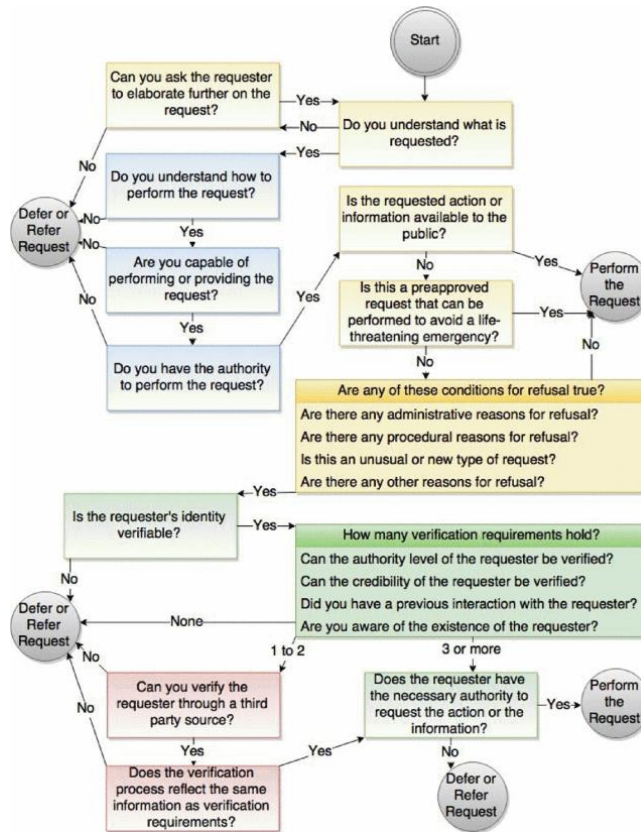 Start
Can you ask the requester
to elaborate further on the
request?
Yes
No
Do you understand what is
requested?
Yes
No
Do you understand how to
perform the request?
No
Yes
Defer or
Refer
Request
Is the requested action or
information available to the
public?
Yes
No
Perform
the
Request
Are you capable of
performing or providing the
request?
No
Yes
Yes
Is this a preapproved
request that can be
performed to avoid a life-
threatening emergency?
Yes
No
No
Do you have the authority
to perform the request?
No
Are any of these conditions for refusal true?
Are there any administrative reasons for refusal?
Are there any procedural reasons for refusal?
Is this an unusual or new type of request?
Are there any other reasons for refusal?
Yes
Is the requester's identity
verifiable?
Yes
No
How many verification requirements hold?
Can the authority level of the requester be verified?
Can the credibility of the requester be verified?
Did you have a previous interaction with the requester?
Are you aware of the existence of the requester?
None
1 to 2
3 or more
Defer or
Refer
Request
Can you verify the
requester through a third
party source?
No
Yes
Does the requester have
the necessary authority to
request the action or the
information?
Yes
Perform
the
Request
No
Defer or
Refer
Request
Does the verification
process reflect the same
information as verification
requirements?
No
Yes